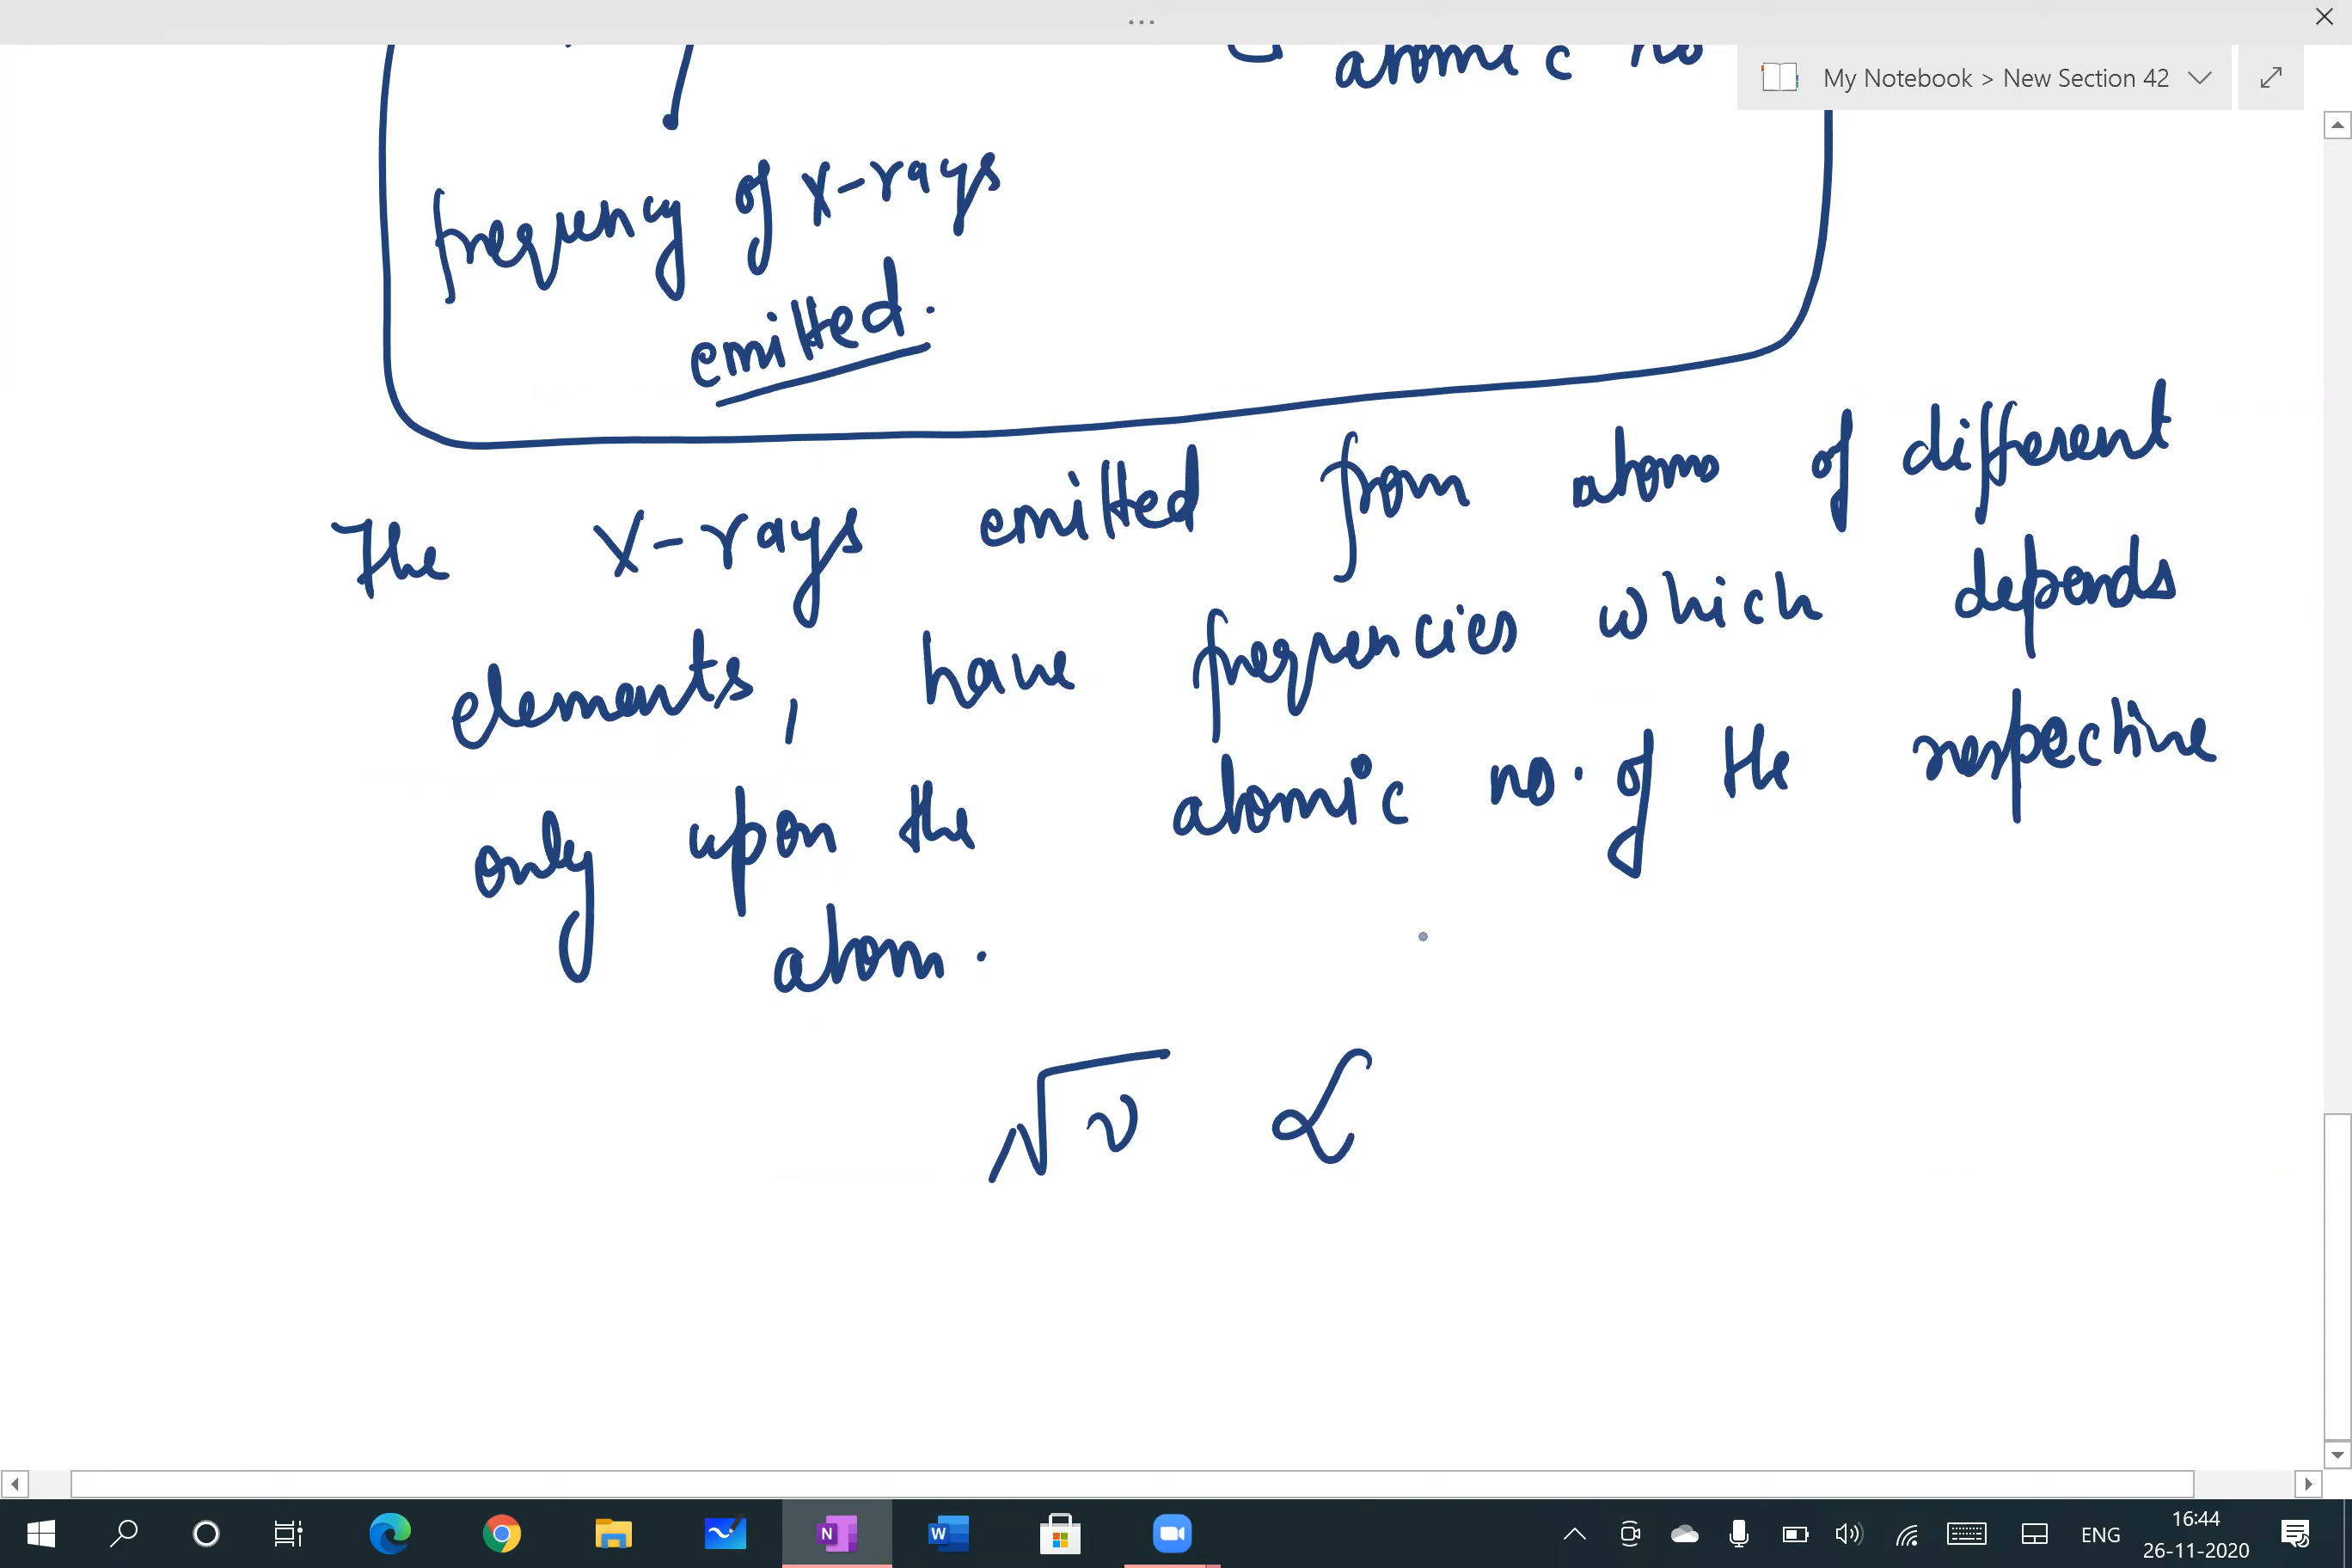 ...
atomic no
My Notebook > New Section 42
frequency of X-rays
emitted.
The X-rays emitted from atoms of different
elements, have frequencies which depends
only upon the atomic no. of the respective
atom.
√ν ∝
ENG
16:44
26-11-2020